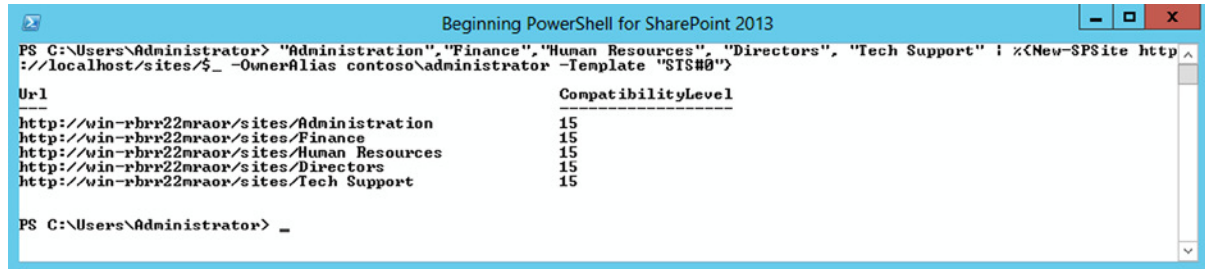 Beginning PowerShell for SharePoint 2013
PS C:\Users\Administrator> "Administration","Finance","Human Resources", "Directors", "Tech Support" | %{New-SPSite http
://localhost/sites/$_ -OwnerAlias contoso\administrator -Template "STS#0"}
Url CompatibilityLevel
--- ------------------
http://win-rbrr22mraor/sites/Administration 15
http://win-rbrr22mraor/sites/Finance 15
http://win-rbrr22mraor/sites/Human Resources 15
http://win-rbrr22mraor/sites/Directors 15
http://win-rbrr22mraor/sites/Tech Support 15
PS C:\Users\Administrator> _